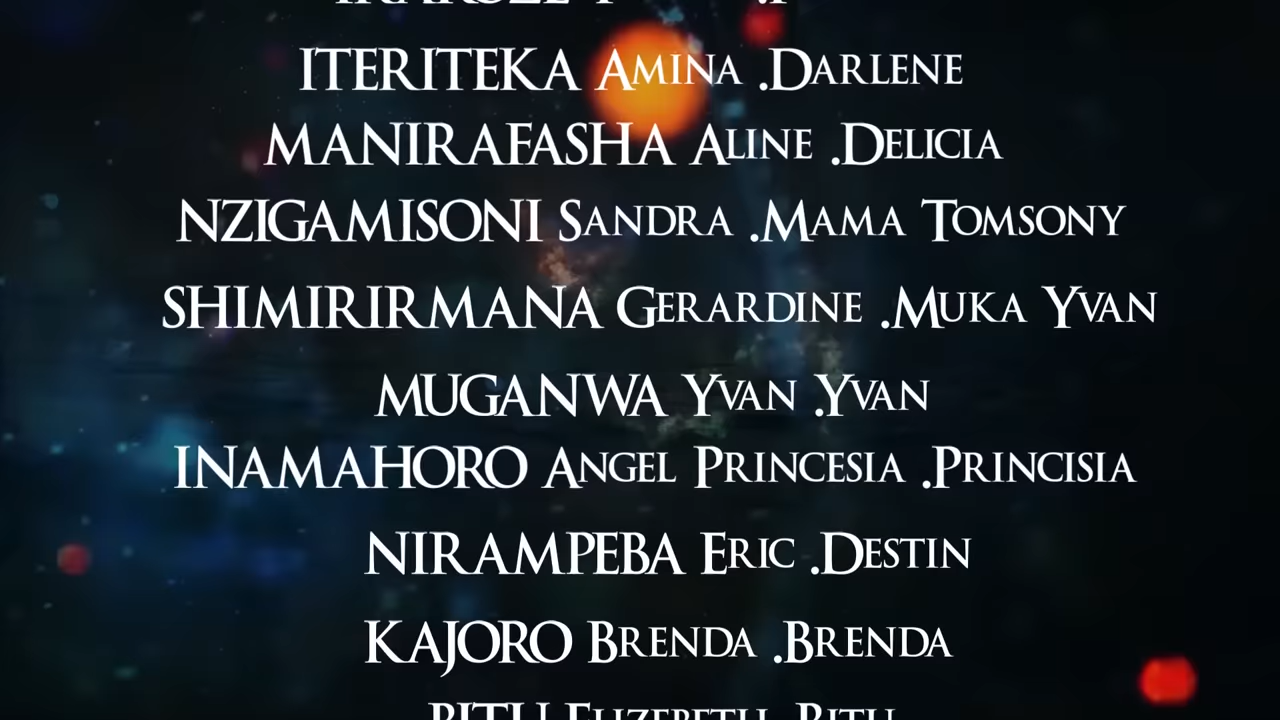 ITERITEKA Amina .Darlene
MANIRAFASHA Aline .Delicia
NZIGAMISONI Sandra .Mama Tomsony
SHIMIRIRMANA Gerardine .Muka Yvan
MUGANWA Yvan .Yvan
INAMAHORO Angel Princesia .Princisia
NIRAMPEBA Eric .Destin
KAJORO Brenda .Brenda